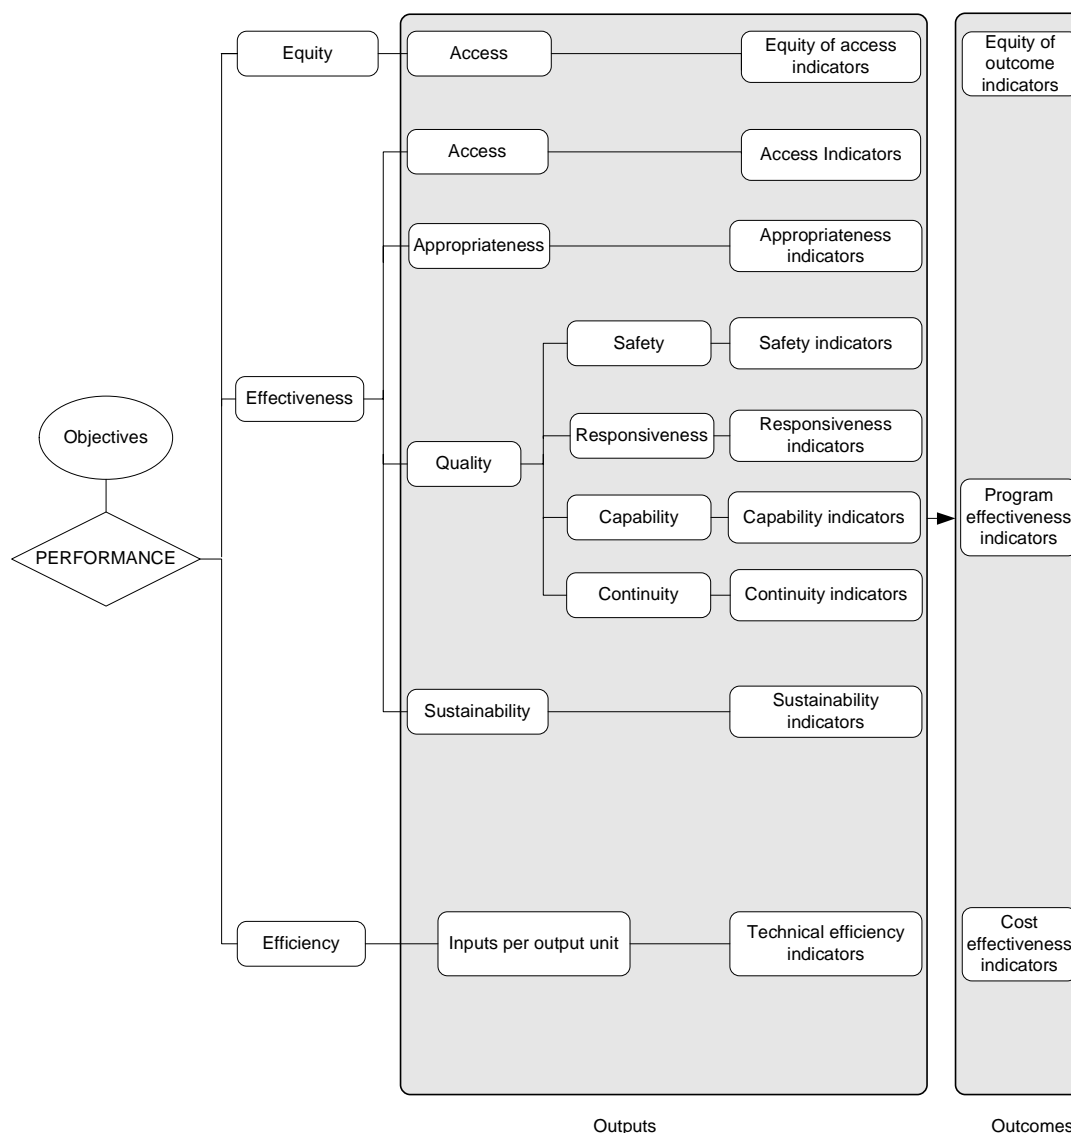 Equity
Access
Equity of access
indicators
Equity of
outcome
indicators
Access
Access Indicators
Appropriateness
Appropriateness
indicators
Safety
Safety indicators
Effectiveness
Objectives
Responsiveness
Responsiveness
indicators
Quality
Capability
Capability indicators
Program
effectiveness
indicators
PERFORMANCE
Continuity
Continuity indicators
Sustainability
Sustainability
indicators
Efficiency
Inputs per output unit
Technical efficiency
indicators
Cost
effectiveness
indicators
Outputs
Outcomes